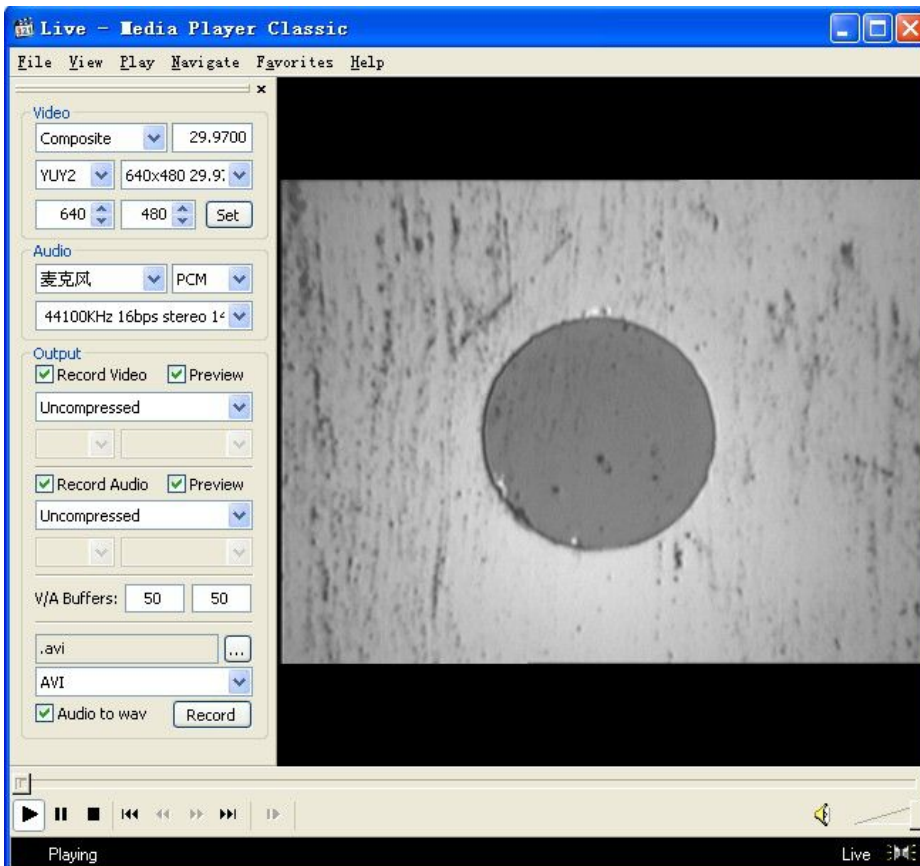 Live - Media Player Classic
File View Play Navigate Favorites Help
Video
Composite 29.9700
YUY2 640x480 29.9
640 480 Set
Audio
麦克风 PCM
44100KHz 16bps stereo 14
Output
Record Video Preview
Uncompressed
Record Audio Preview
Uncompressed
V/A Buffers: 50 50
.avi ...
AVI
Audio to wav Record
Playing Live